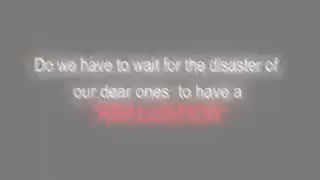 Do we have to wait for the disaster of
our dear ones to have a